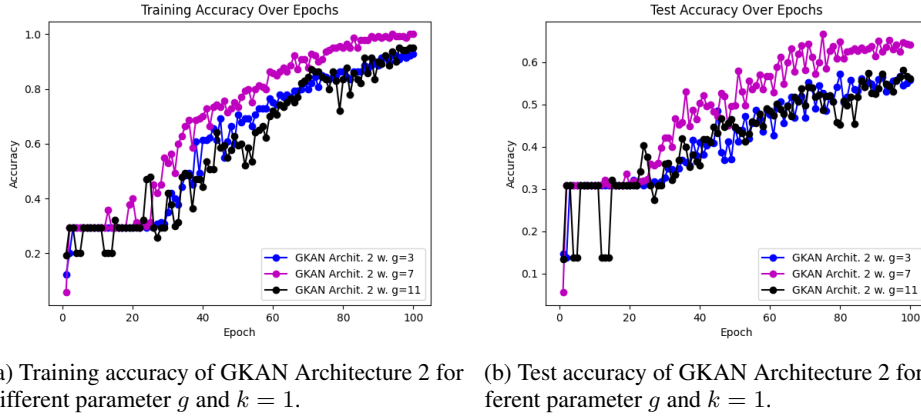 Training Accuracy Over Epochs
1.0
0.8
0.6
0.4
0.2
Accuracy
0 20 40 60 80 100
Epoch
GKAN Archit. 2 w. g=3
GKAN Archit. 2 w. g=7
GKAN Archit. 2 w. g=11
Test Accuracy Over Epochs
0.6
0.5
0.4
0.3
0.2
0.1
Accuracy
0 20 40 60 80 100
Epoch
GKAN Archit. 2 w. g=3
GKAN Archit. 2 w. g=7
GKAN Archit. 2 w. g=11
a) Training accuracy of GKAN Architecture 2 for
ifferent parameter g and k = 1.
(b) Test accuracy of GKAN Architecture 2 for
ferent parameter g and k = 1.